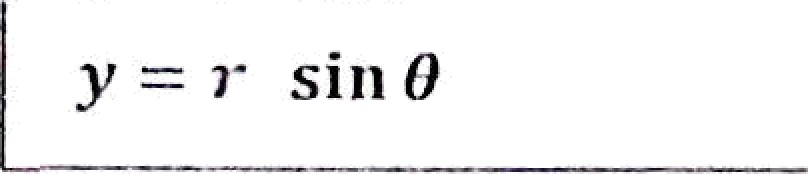 y = r sin θ